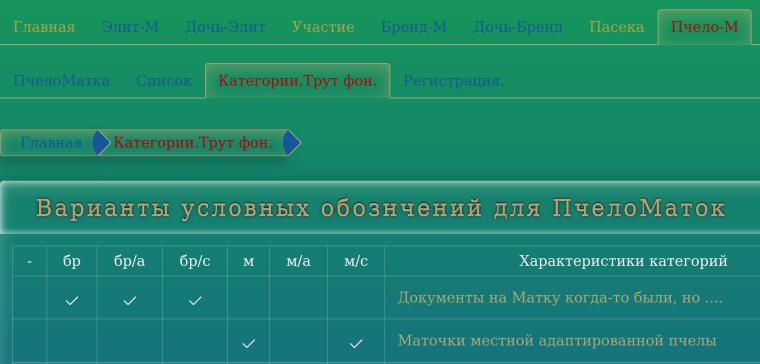 Главная Элит-М Дочь-Элит Участие Бренд-М Дочь-Бренд Пасека Пчело-М
ПчелоМатка Список Категории.Трут фон. Регистрация.
Главная Категории.Трут фон.
Варианты условных обознчений для ПчелоМаток
- бр бр/а бр/с м м/а м/с Характеристики категорий
Документы на Матку когда-то были, но ....
Маточки местной адаптированной пчелы